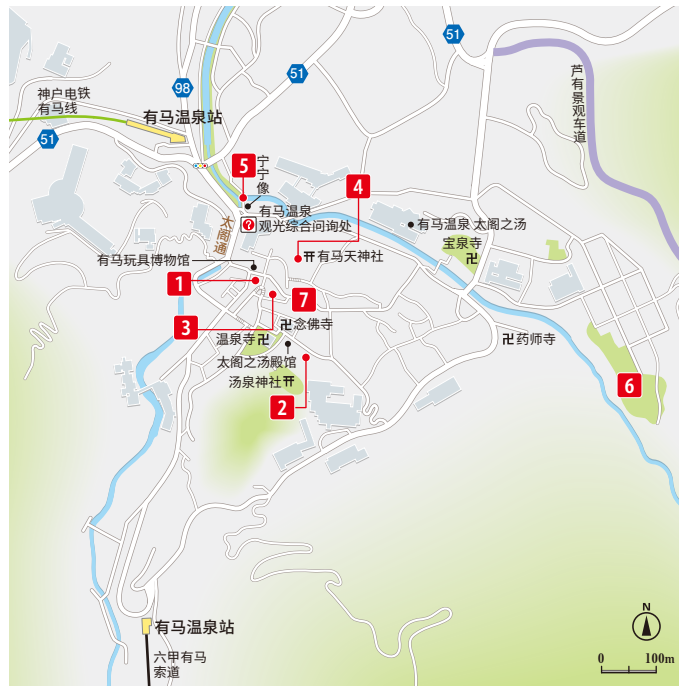 51
51
98
神户电铁
有马线
有马温泉站
51
芦有景观车道
5
宁宁像
4
太阁通
有马温泉
?
观光综合问询处
有马温泉 太阁之汤
宝泉寺
有马玩具博物馆
有马天神社
1
7
3
念佛寺
温泉寺
药师寺
太阁之汤殿馆
汤泉神社
6
2
有马温泉站
六甲有马
索道
N
0
100m